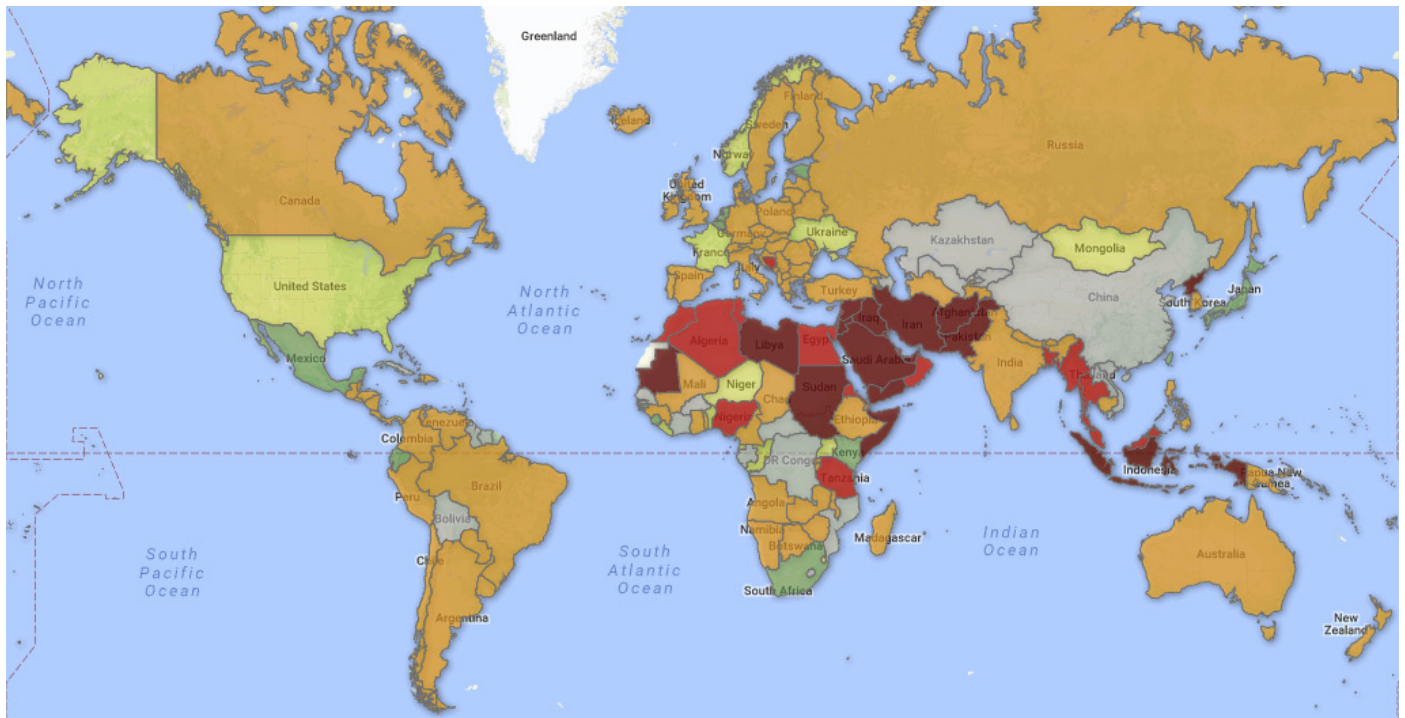 Greenland
Iceland
Finland
Sweden
Norway
Russia
Canada
United
Kingdom
Poland
Germany
Ukraine
France
Kazakhstan
Mongolia
Italy
Spain
Turkey
United States
North
Pacific
Ocean
North
Atlantic
Ocean
China
Japan
South Korea
Afghanistan
Iraq
Iran
Pakistan
Algeria
Libya
Egypt
Saudi Arabia
India
Mexico
Mali
Niger
Chad
Sudan
Thailand
Nigeria
Ethiopia
Venezuela
Colombia
DR Congo
Kenya
Indonesia
Papua New
Guinea
Tanzania
Brazil
Peru
Angola
Bolivia
Namibia
Botswana
Madagascar
Indian
Ocean
Australia
South
Pacific
Ocean
South
Atlantic
Ocean
Chile
South Africa
Argentina
New
Zealand